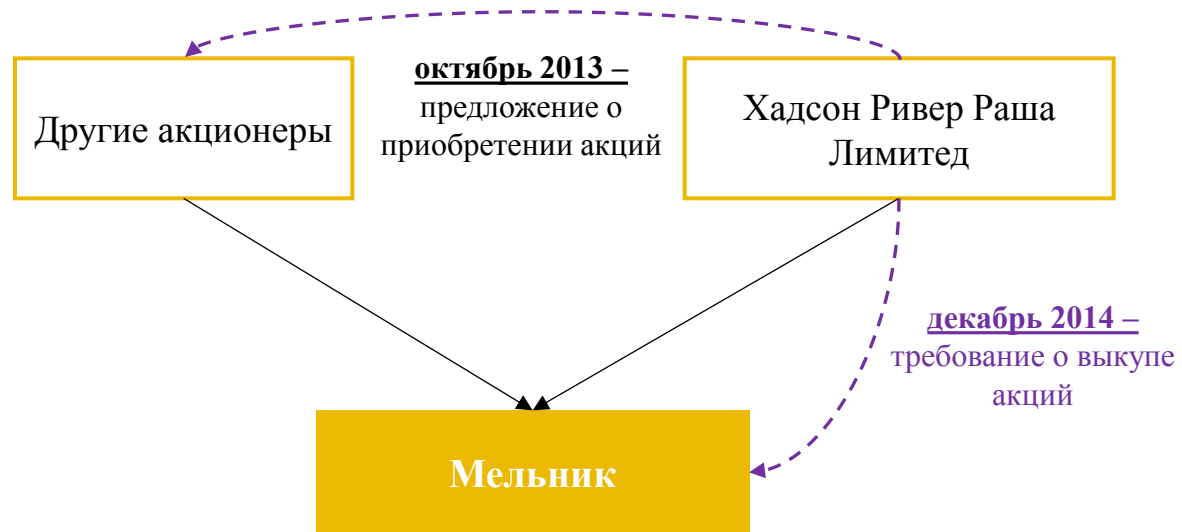 Другие акционеры
октябрь 2013 –
предложение о
приобретении акций
Хадсон Ривер Раша
Лимитед
декабрь 2014 –
требование о выкупе
акций
Мельник